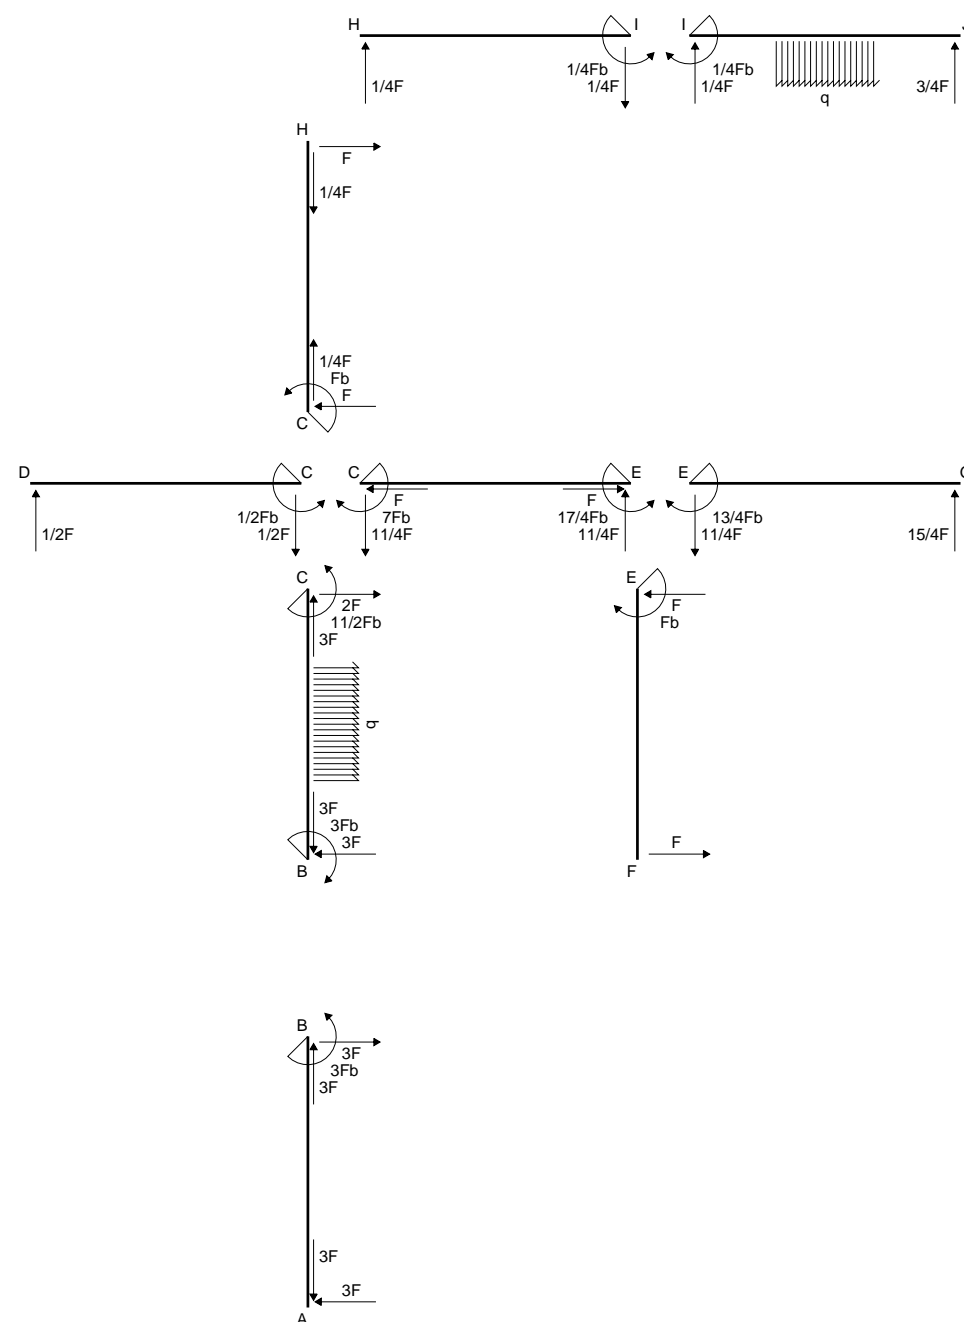 H I I
1/4Fb 1/4Fb
1/4F 1/4F 1/4F 3/4F
q
H
F
1/4F
1/4F
Fb
F
C
D C C E E
F F
1/2Fb 7Fb 17/4Fb 13/4Fb
1/2F 1/2F 11/4F 11/4F 11/4F 15/4F
C E
2F F
11/2Fb Fb
3F
q
3F
3Fb
3F F
B F
B
3F
3Fb
3F
3F
3F
A